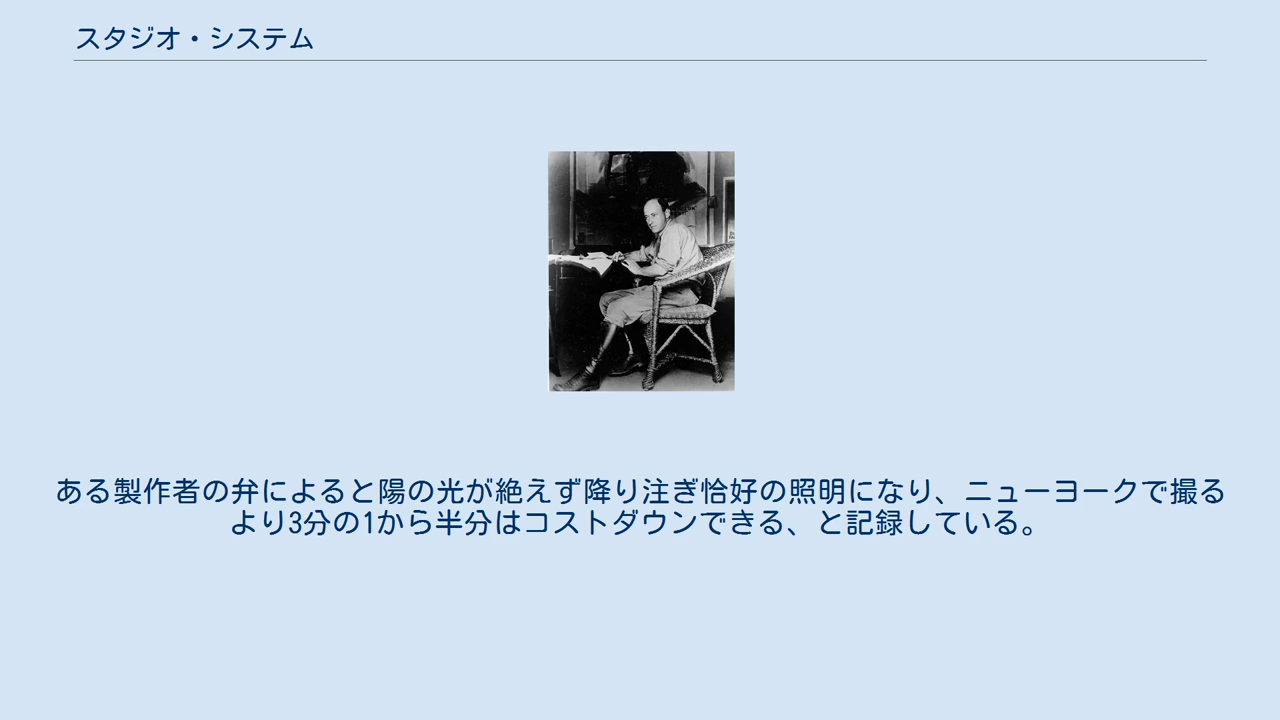 スタジオ・システム
ある製作者の弁によると陽の光が絶えず降り注ぎ恰好の照明になり、ニューヨークで撮る
より3分の1から半分はコストダウンできる、と記録している。